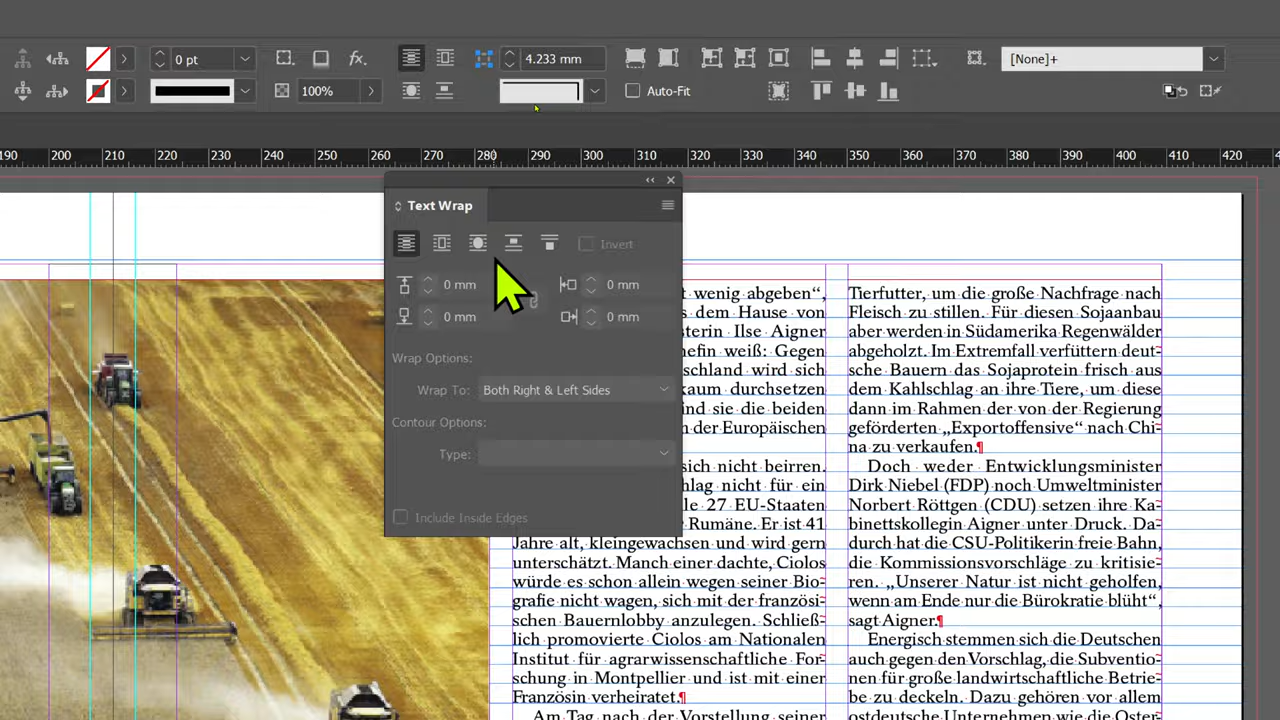 0 pt
4.233 mm
[None]+
100%
Auto-Fit
190 200 210 220 230 240 250 260 270 280 290 300 310 320 330 340 350 360 370 380 390 400 410 420 430
Text Wrap
Invert
0 mm 0 mm
0 mm 0 mm
Wrap Options:
Wrap To: Both Right & Left Sides
Contour Options:
Type:
Include Inside Edges
wenig abgeben“,
s dem Hause von
sterin Ilse Aigner
hefin weiß: Gegen
schland wird sich
kaum durchsetzen
ind sie die beiden
n der Europäischen
sich nicht beirren.
hlag nicht für ein
le 27 EU-Staaten
Rumäne. Er ist 41
Jahre alt, kleingewachsen und wird gern
unterschätzt. Manch einer dachte, Ciolos
würde es schon allein wegen seiner Bio-
grafie nicht wagen, sich mit der französi-
schen Bauernlobby anzulegen. Schließ-
lich promovierte Ciolos am Nationalen
Institut für agrarwissenschaftliche For-
schung in Montpellier und ist mit einer
Französin verheiratet.¶
Am Tag nach der Vorstellung seiner
Tierfutter, um die große Nachfrage nach
Fleisch zu stillen. Für diesen Sojaanbau
aber werden in Südamerika Regenwälder
abgeholzt. Im Extremfall verfüttern deut-
sche Bauern das Sojaprotein frisch aus
dem Kahlschlag an ihre Tiere, um diese
dann im Rahmen der von der Regierung
geförderten „Exportoffensive“ nach Chi-
na zu verkaufen.¶
Doch weder Entwicklungsminister
Dirk Niebel (FDP) noch Umweltminister
Norbert Röttgen (CDU) setzen ihre Ka-
binettskollegin Aigner unter Druck. Da-
durch hat die CSU-Politikerin freie Bahn,
die Kommissionsvorschläge zu kritisie-
ren. „Unserer Natur ist nicht geholfen,
wenn am Ende nur die Bürokratie blüht“,
sagt Aigner.¶
Energisch stemmen sich die Deutschen
auch gegen den Vorschlag, die Subventio-
nen für große landwirtschaftliche Betrie-
be zu deckeln. Dazu gehören vor allem
ostdeutsche Unternehmen wie die Oster